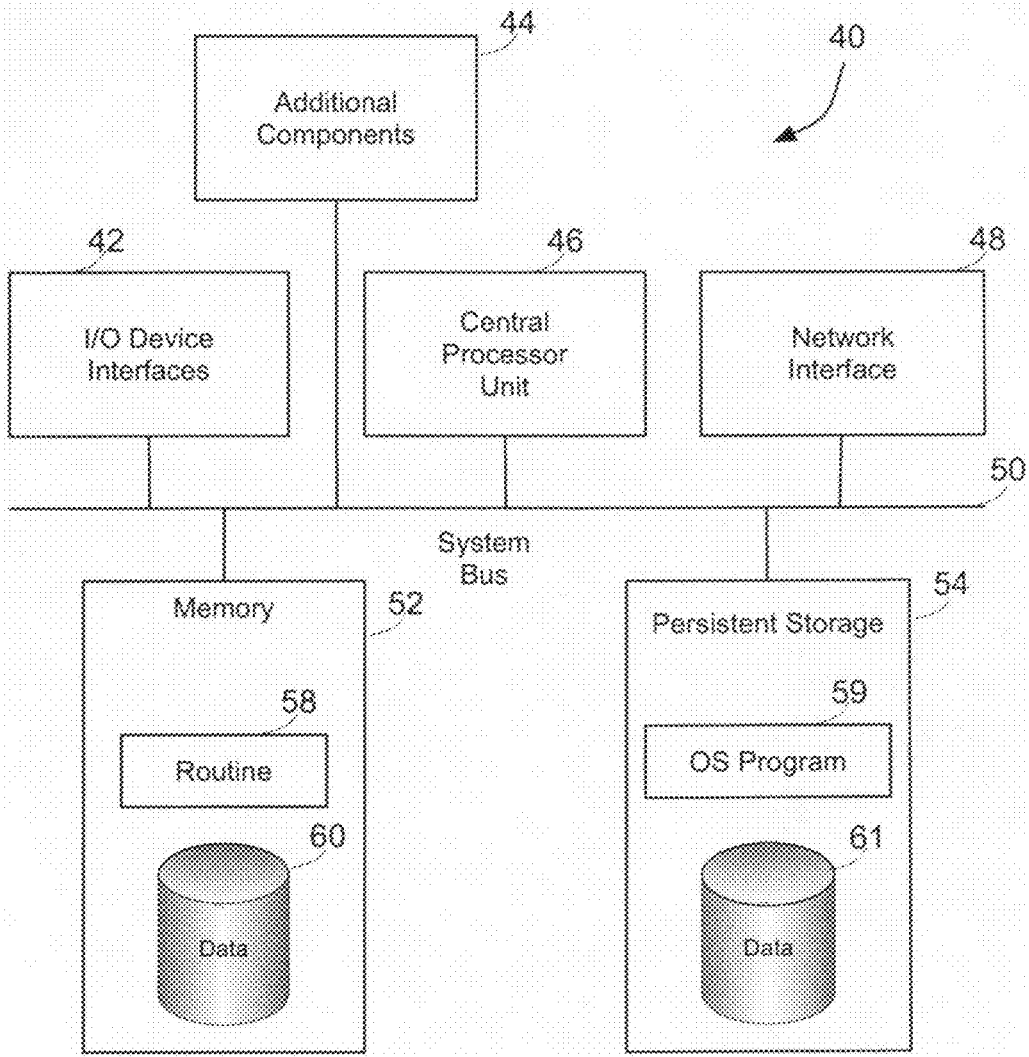 44
40
Additional
Components
42
46
48
I/O Device
Interfaces
Central
Processor
Unit
Network
Interface
50
System
Bus
Memory
52
Persistent Storage
54
58
Routine
59
OS Program
60
Data
61
Data